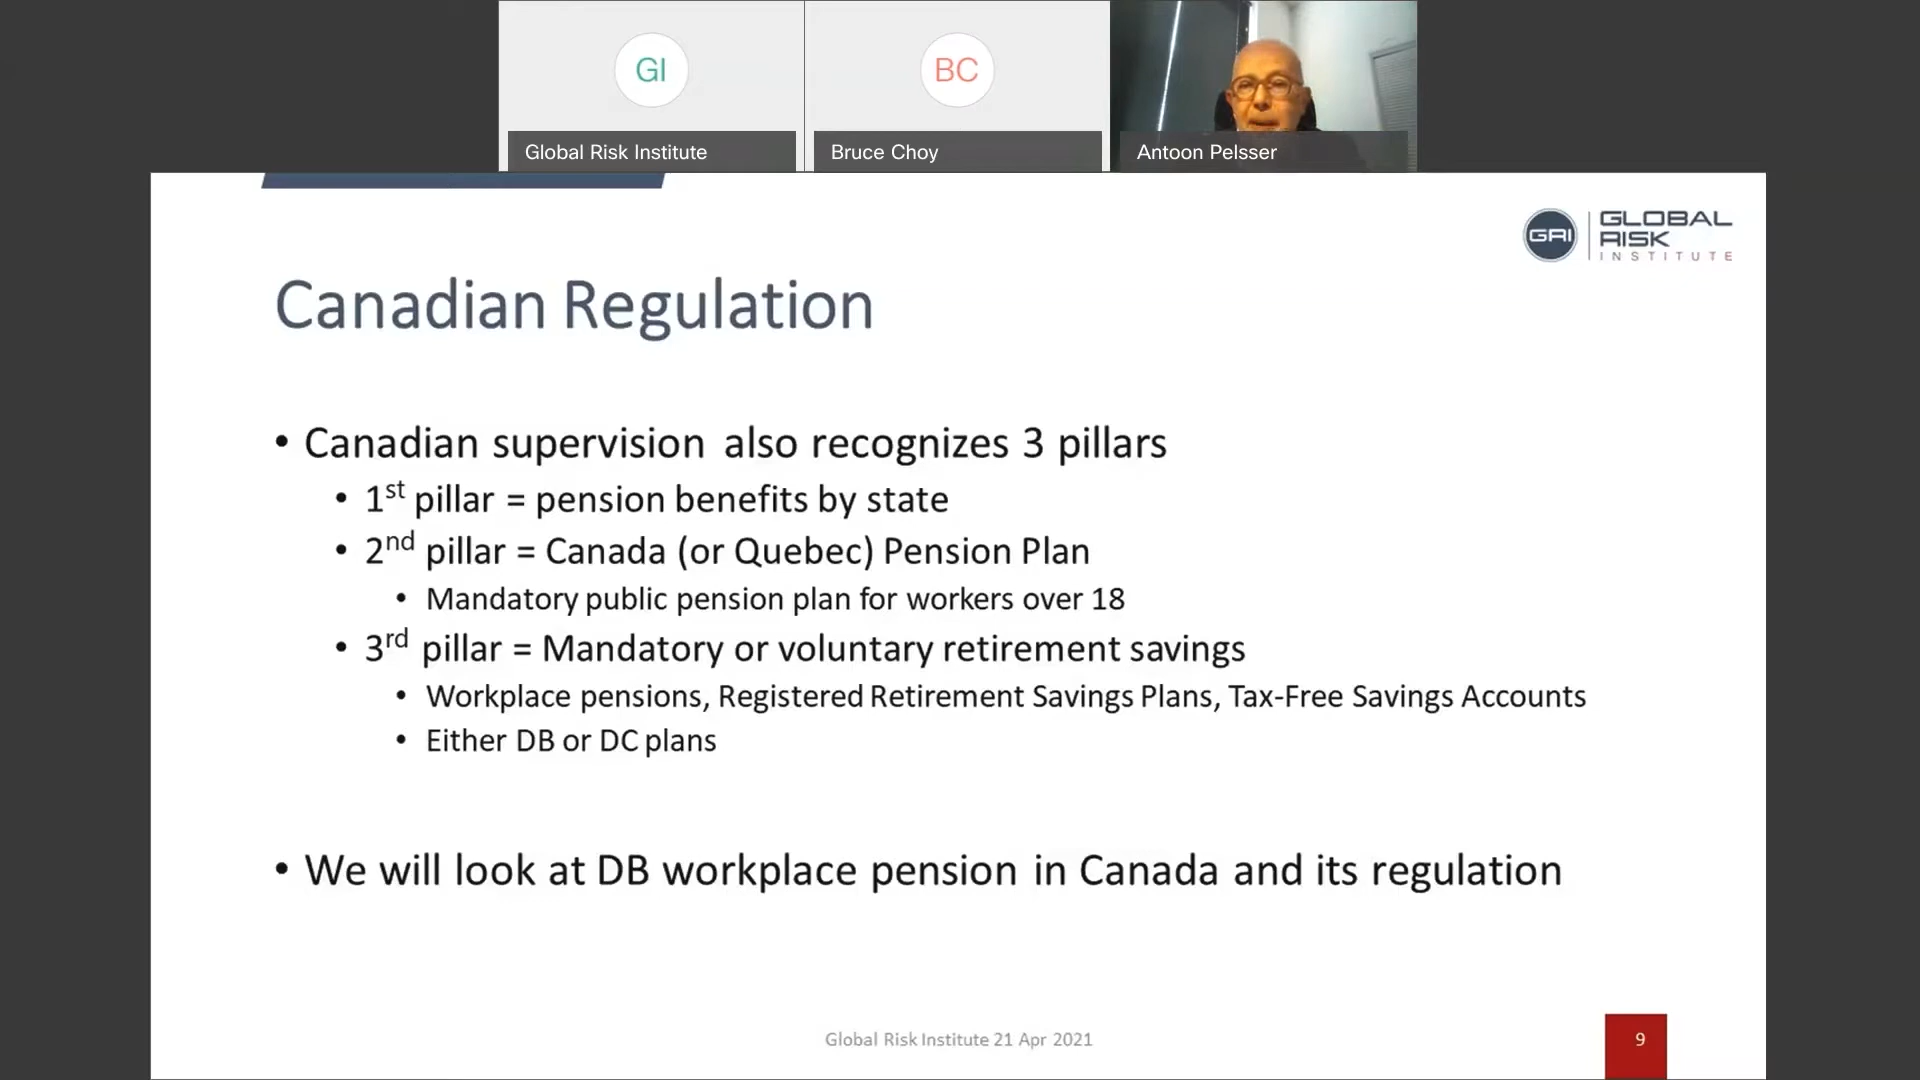 GI
BC
Global Risk Institute
Bruce Choy
Antoon Pelsser
GRI
GLOBAL
RISK
INSTITUTE
Canadian Regulation
• Canadian supervision also recognizes 3 pillars
• 1st pillar = pension benefits by state
• 2nd pillar = Canada (or Quebec) Pension Plan
• Mandatory public pension plan for workers over 18
• 3rd pillar = Mandatory or voluntary retirement savings
• Workplace pensions, Registered Retirement Savings Plans, Tax-Free Savings Accounts
• Either DB or DC plans
• We will look at DB workplace pension in Canada and its regulation
Global Risk Institute 21 Apr 2021
9